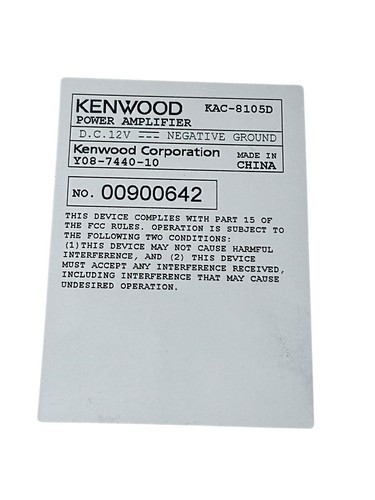 KENWOOD KAC-8105D
POWER AMPLIFIER
D.C.12V ⎓ NEGATIVE GROUND
Kenwood Corporation MADE IN
Y08-7440-10 CHINA
NO. 00900642
THIS DEVICE COMPLIES WITH PART 15 OF
THE FCC RULES. OPERATION IS SUBJECT TO
THE FOLLOWING TWO CONDITIONS:
(1)THIS DEVICE MAY NOT CAUSE HARMFUL
INTERFERENCE, AND (2) THIS DEVICE
MUST ACCEPT ANY INTERFERENCE RECEIVED,
INCLUDING INTERFERENCE THAT MAY CAUSE
UNDESIRED OPERATION.